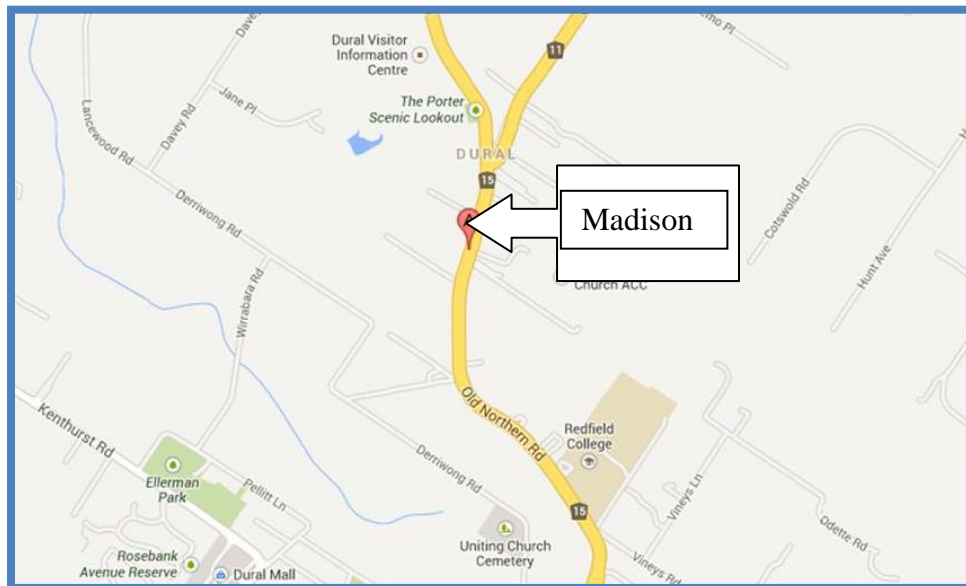 Dural Visitor
Information
Centre
The Porter
Scenic Lookout
DURAL
11
15
Jane Pl
Davey Rd
Lancewood Rd
Derriwong Rd
Madison
Church ACC
Cotswold Rd
Hunt Ave
Wirrabara Rd
Kenthurst Rd
Old Northern Rd
Redfield
College
Ellerman
Park
Pellitt Ln
Derriwong Rd
15
Vineys Ln
Odette Rd
Uniting Church
Cemetery
Vineys Rd
Rosebank
Avenue Reserve
Dural Mall